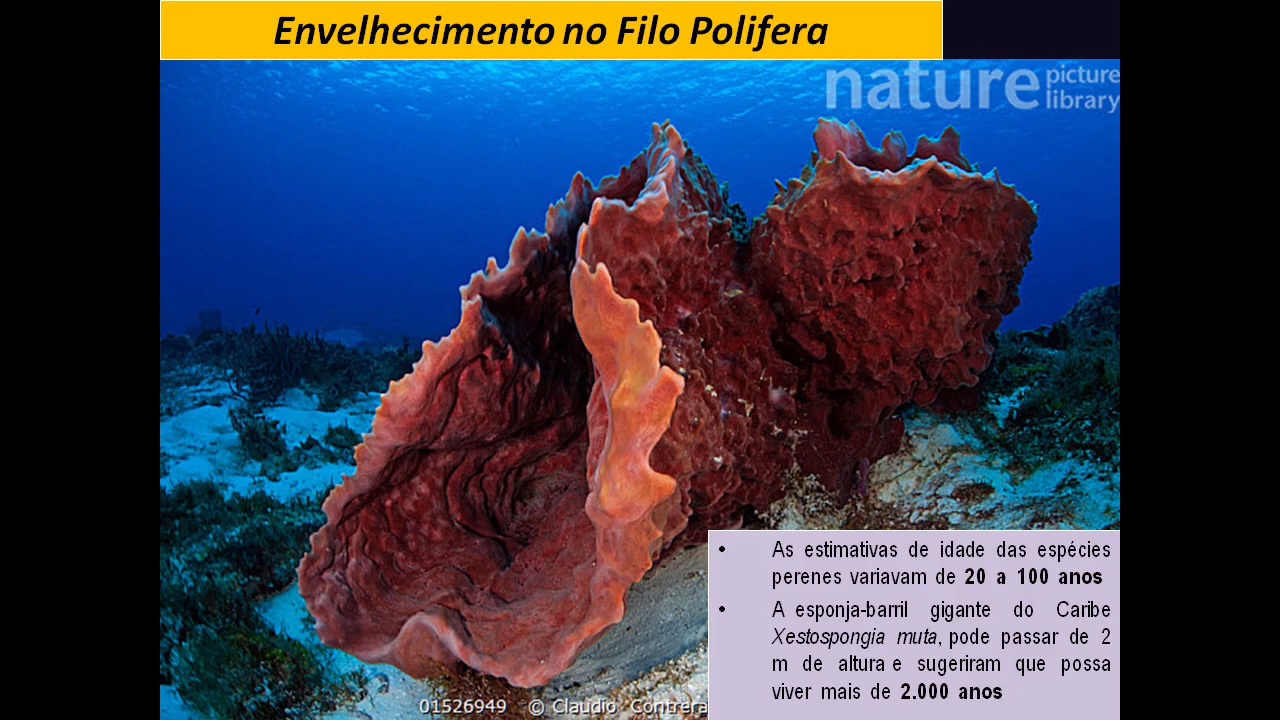 Envelhecimento no Filo Polifera
nature picture
library
• As estimativas de idade das espécies
perenes variavam de 20 a 100 anos
• A esponja-barril gigante do Caribe
Xestospongia muta, pode passar de 2
m de altura e sugeriram que possa
viver mais de 2.000 anos
01526949 © Claudio Contrera